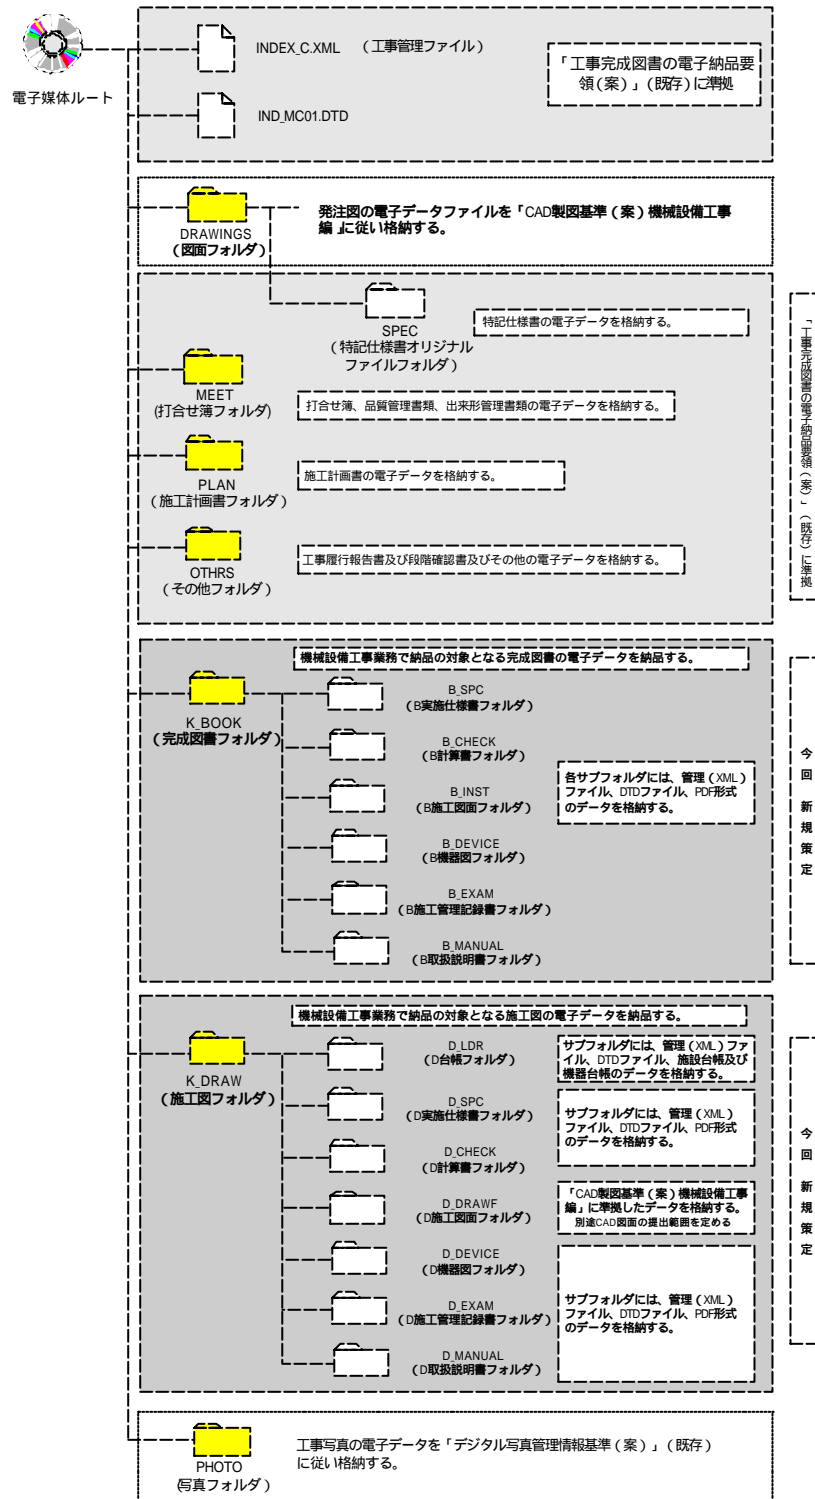 電子媒体ルート
INDEX_C.XML （工事管理ファイル）
「工事完成図書の電子納品要
領（案）」（既存）に準拠
IND_MC01.DTD
DRAWINGS
（図面フォルダ）
発注図の電子データファイルを「CAD製図基準（案）機械設備工事
編」に従い格納する。
SPEC
（特記仕様書オリジナル
ファイルフォルダ）
特記仕様書の電子データを格納する。
MEET
(打合せ簿フォルダ)
打合せ簿、品質管理書類、出来形管理書類の電子データを格納する。
PLAN
（施工計画書フォルダ）
施工計画書の電子データを格納する。
OTHRS
（その他フォルダ）
工事履行報告書及び段階確認書及びその他の電子データを格納する。
「工事完成図書の電子納品要領（案）」（既存）に準拠
機械設備工事業務で納品の対象となる完成図書の電子データを納品する。
K_BOOK
（完成図書フォルダ）
B_SPC
（B実施仕様書フォルダ）
B_CHECK
（B計算書フォルダ）
B_INST
（B施工図面フォルダ）
B_DEVICE
（B機器図フォルダ）
B_EXAM
（B施工管理記録書フォルダ）
B_MANUAL
（B取扱説明書フォルダ）
各サブフォルダには、管理（XML）
ファイル、DTDファイル、PDF形式
のデータを格納する。
今回 新規策定
機械設備工事業務で納品の対象となる施工図の電子データを納品する。
K_DRAW
（施工図フォルダ）
D_LDR
（D台帳フォルダ）
サブフォルダには、管理（XML）ファ
イル、DTDファイル、施設台帳及び
機器台帳のデータを格納する。
D_SPC
（D実施仕様書フォルダ）
D_CHECK
（D計算書フォルダ）
サブフォルダには、管理（XML）
ファイル、DTDファイル、PDF形式
のデータを格納する。
D_DRAWF
（D施工図面フォルダ）
「CAD製図基準（案）機械設備工事
編」に準拠したデータを格納する。
別途CAD図面の提出範囲を定める
D_DEVICE
（D機器図フォルダ）
D_EXAM
（D施工管理記録書フォルダ）
D_MANUAL
（D取扱説明書フォルダ）
サブフォルダには、管理（XML）
ファイル、DTDファイル、PDF形式
のデータを格納する。
今回 新規策定
PHOTO
（写真フォルダ）
工事写真の電子データを「デジタル写真管理情報基準（案）」（既存）
に従い格納する。